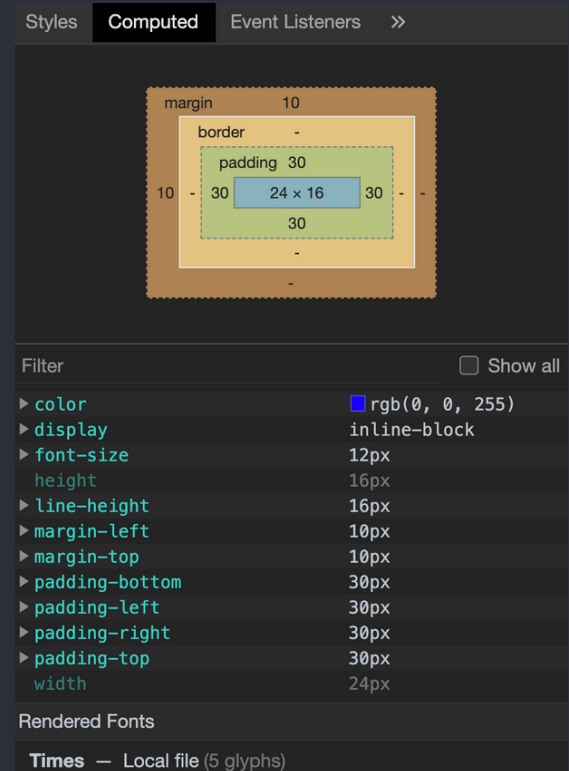 Styles Computed Event Listeners »
margin 10
border -
padding 30
10 - 30 24 × 16 30 - -
30
-
-
Filter Show all
color rgb(0, 0, 255)
display inline-block
font-size 12px
height 16px
line-height 16px
margin-left 10px
margin-top 10px
padding-bottom 30px
padding-left 30px
padding-right 30px
padding-top 30px
width 24px
Rendered Fonts
Times — Local file (5 glyphs)